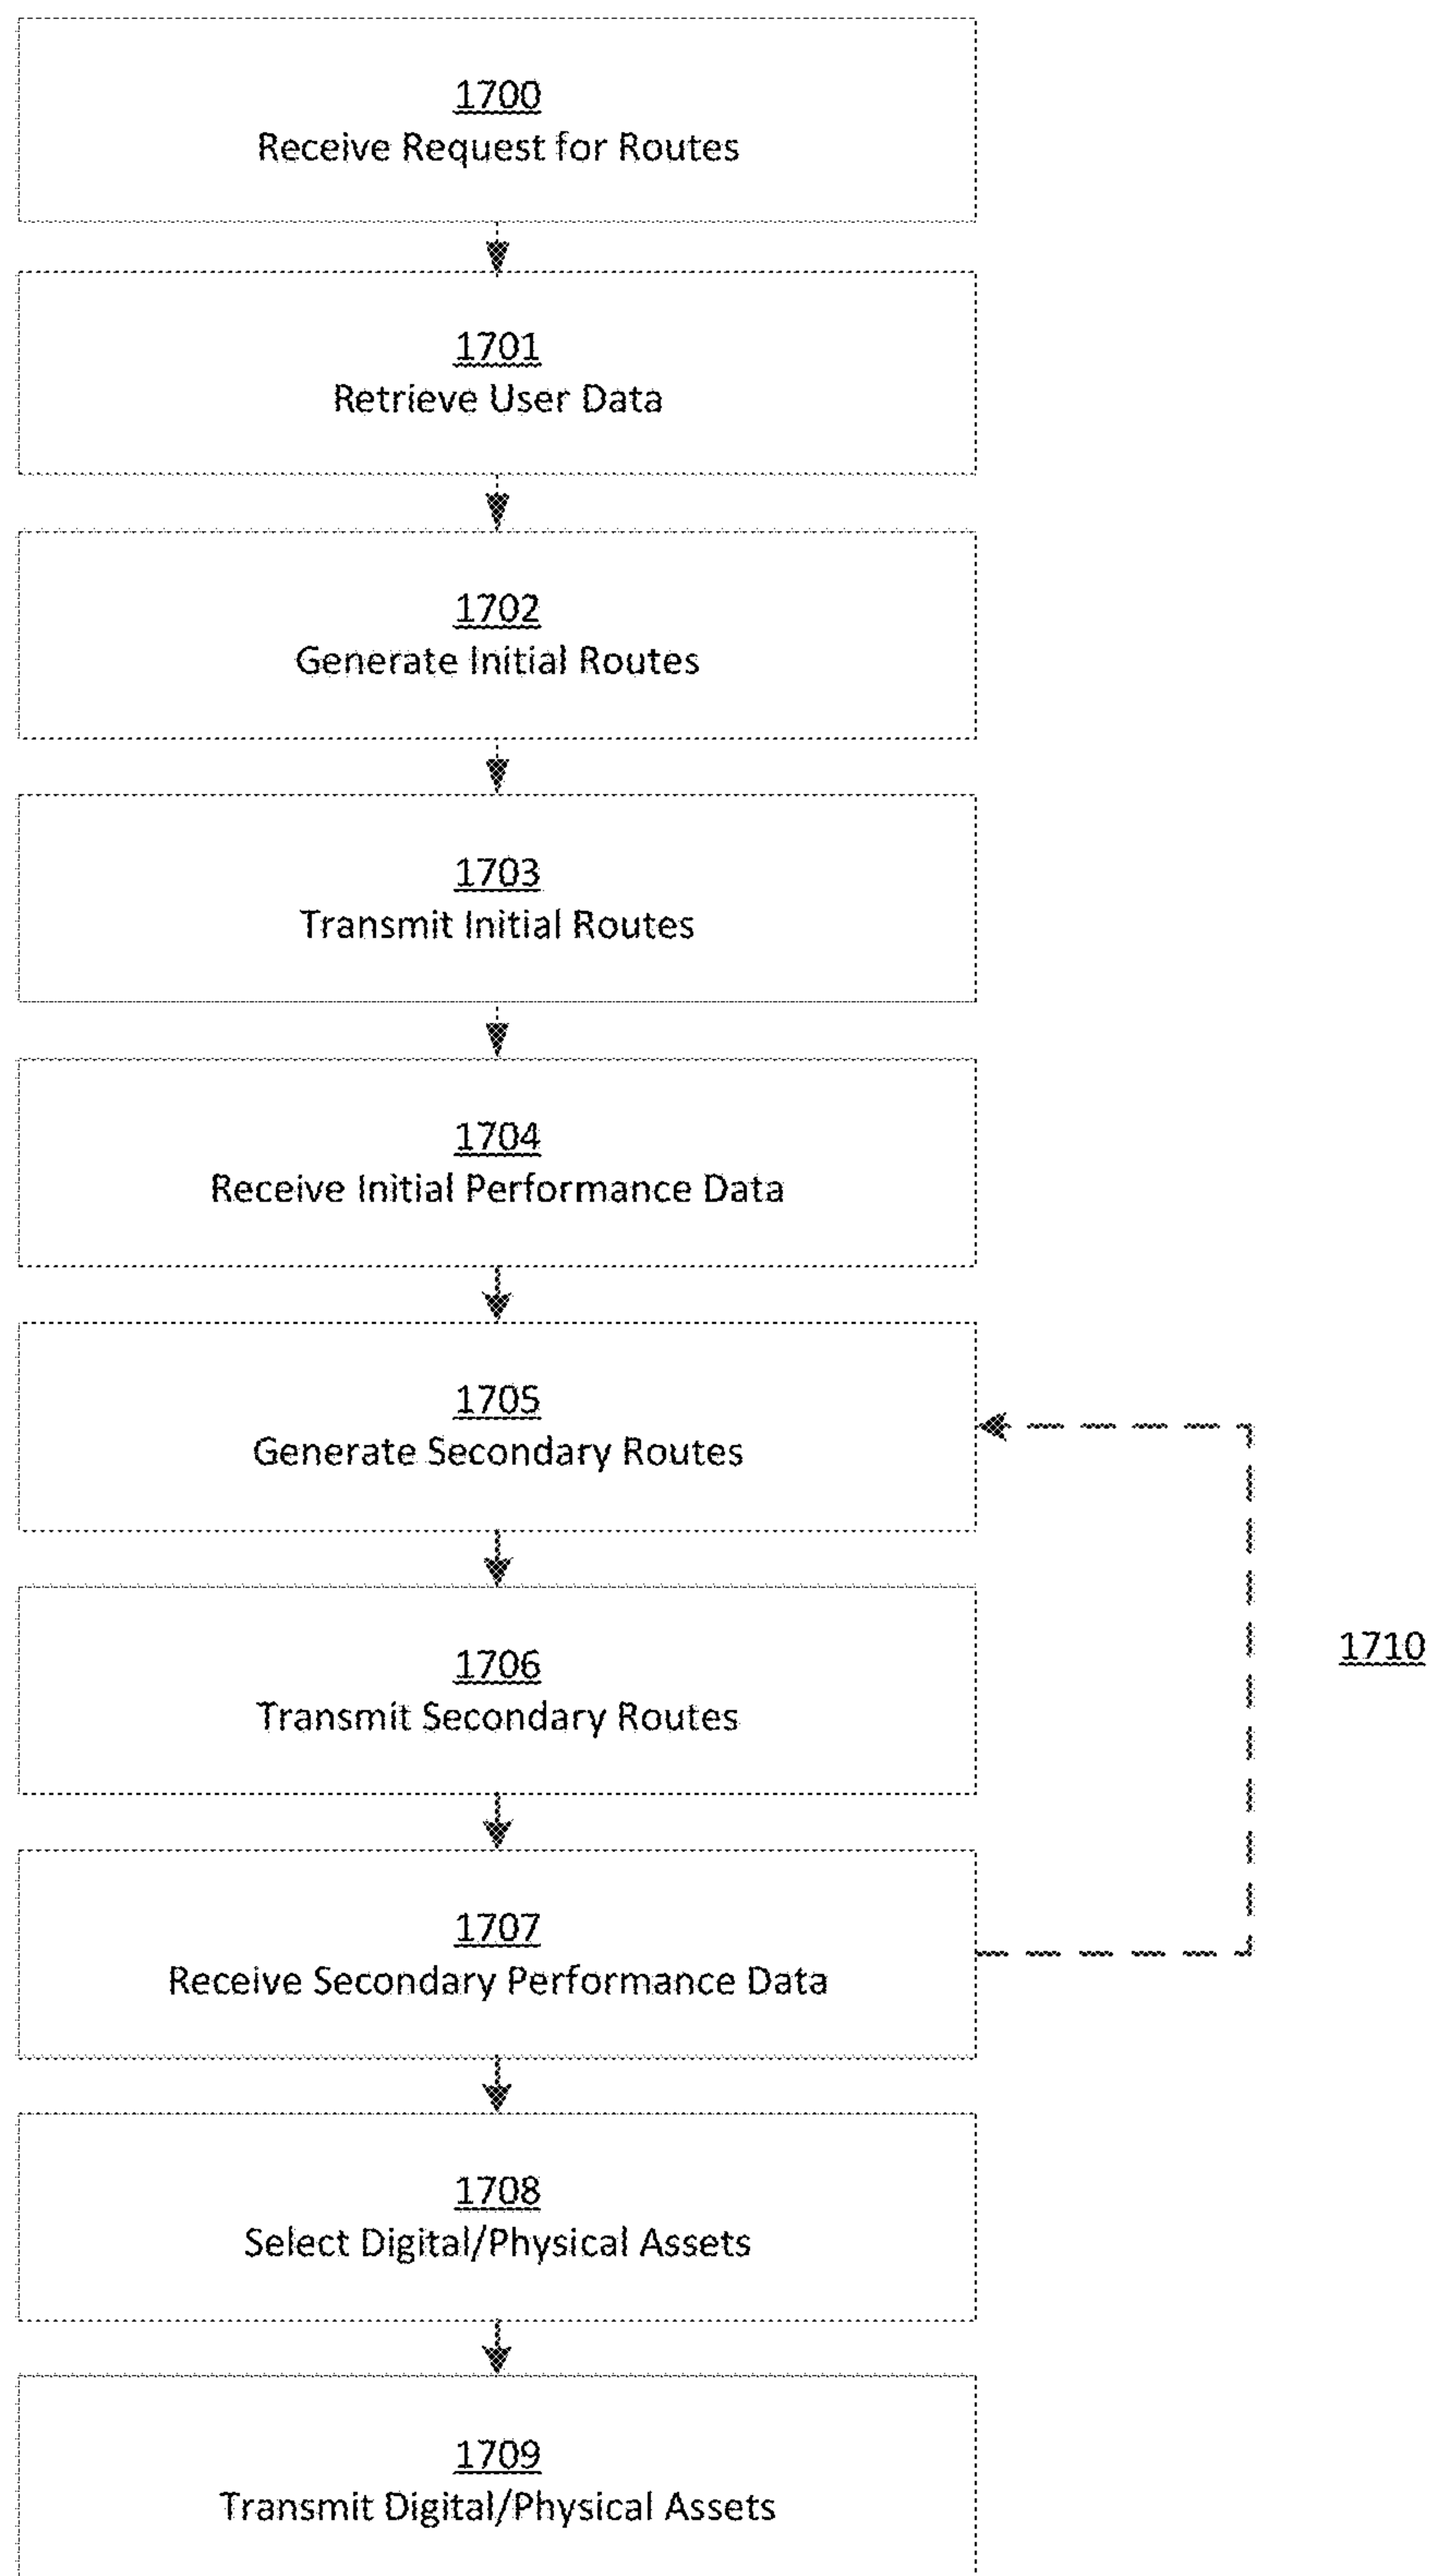 1700
Receive Request for Routes
1701
Retrieve User Data
1702
Generate Initial Routes
1703
Transmit Initial Routes
1704
Receive Initial Performance Data
1705
Generate Secondary Routes
1706
Transmit Secondary Routes
1710
1707
Receive Secondary Performance Data
1708
Select Digital/Physical Assets
1709
Transmit Digital/Physical Assets